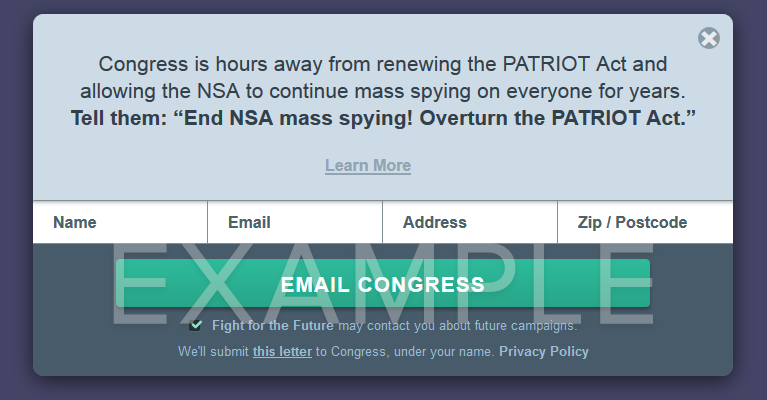 Congress is hours away from renewing the PATRIOT Act and
allowing the NSA to continue mass spying on everyone for years.
Tell them: “End NSA mass spying! Overturn the PATRIOT Act.”
Learn More
Name Email Address Zip / Postcode
EXAMPLE
EMAIL CONGRESS
Fight for the Future may contact you about future campaigns.
We'll submit this letter to Congress, under your name. Privacy Policy